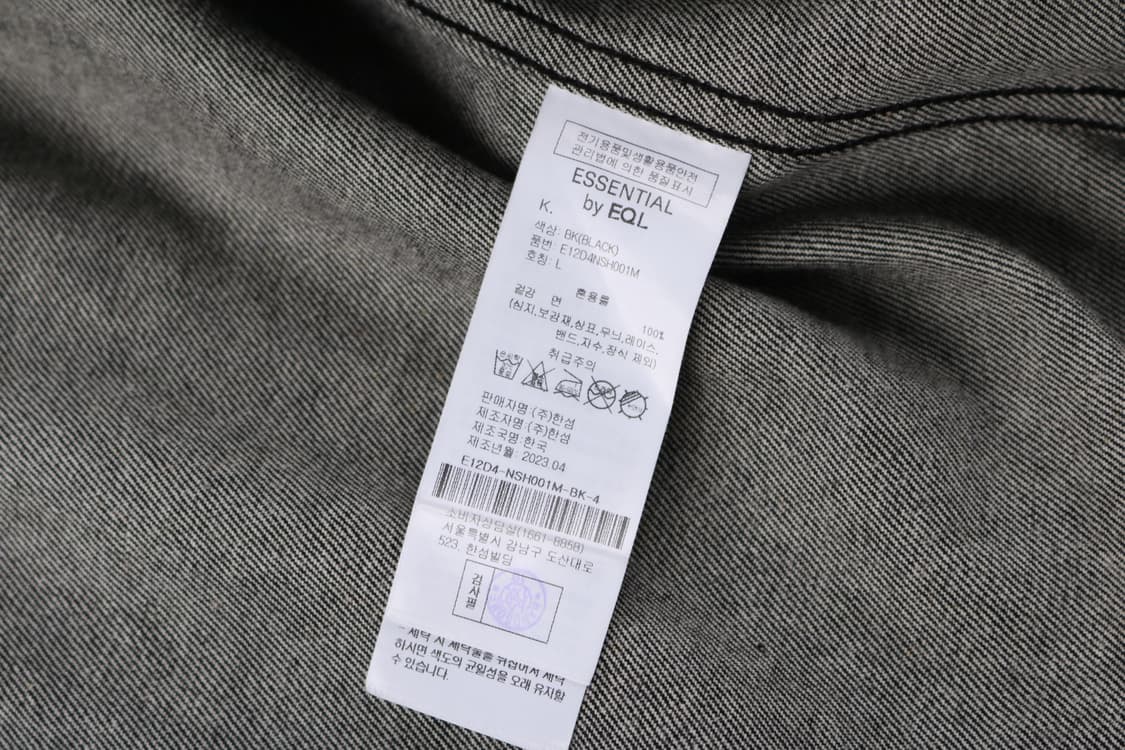 전기용품및생활용품안전
관리법에 의한 품질표시
ESSENTIAL
by EQL
K.
색상: BK(BLACK)
품번: E12D4NSH001M
호칭: L
혼용률
겉감 면 100%
(심지,보강재,상표,무늬,레이스,
밴드,자수,장식 제외)
취급주의
판매자명:(주)한섬
제조자명:(주)한섬
제조국명:한국
제조년월: 2023.04
E12D4-NSH001M-BK-4
소비자상담실(1661-8858)
서울특별시 강남구 도산대로
523, 한섬빌딩
검사필
- 세탁 시 세탁물을 뒤집어서 세탁
하시면 색도의 균일성을 오래 유지할
수 있습니다.